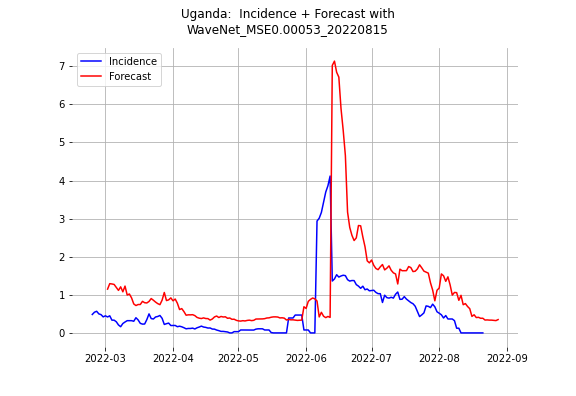 Uganda:  Incidence + Forecast with
WaveNet_MSE0.00053_20220815
Incidence
Forecast
7
6
5
4
3
2
1
0
2022-03 2022-04 2022-05 2022-06 2022-07 2022-08 2022-09